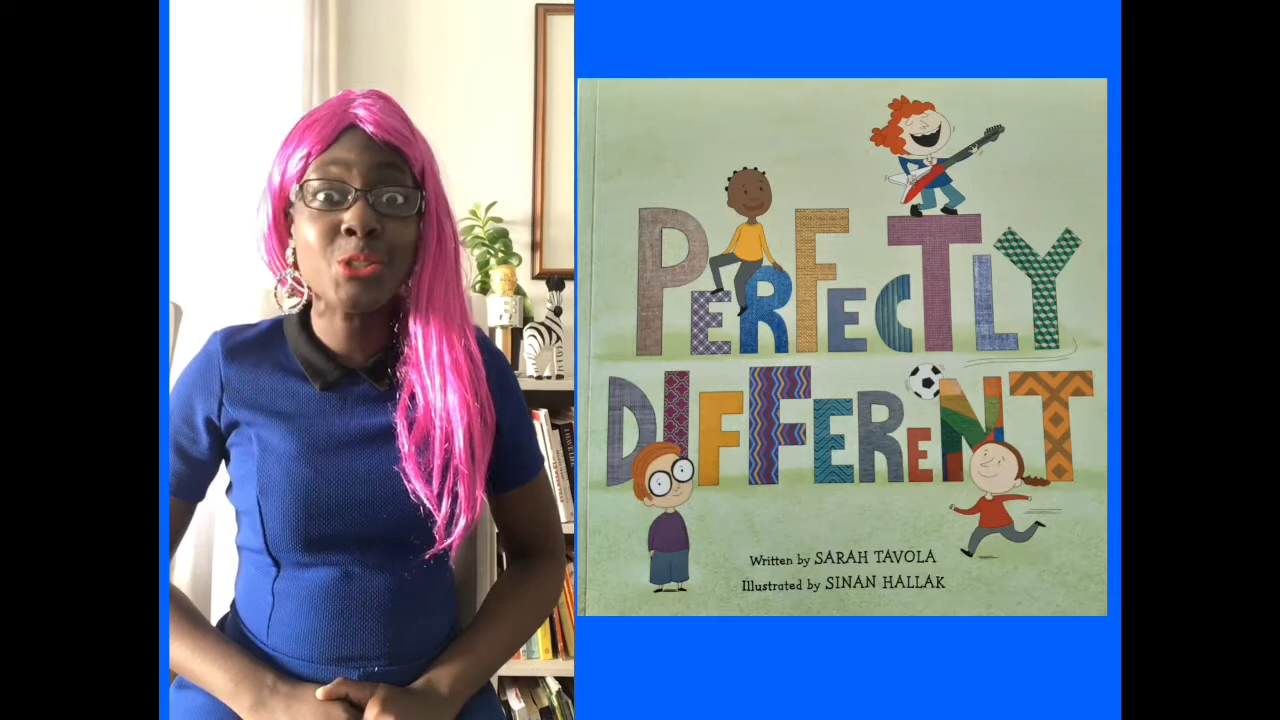 PERFECTLY
DIFFERENT
Written by SARAH TAVOLA
Illustrated by SINAN HALLAK